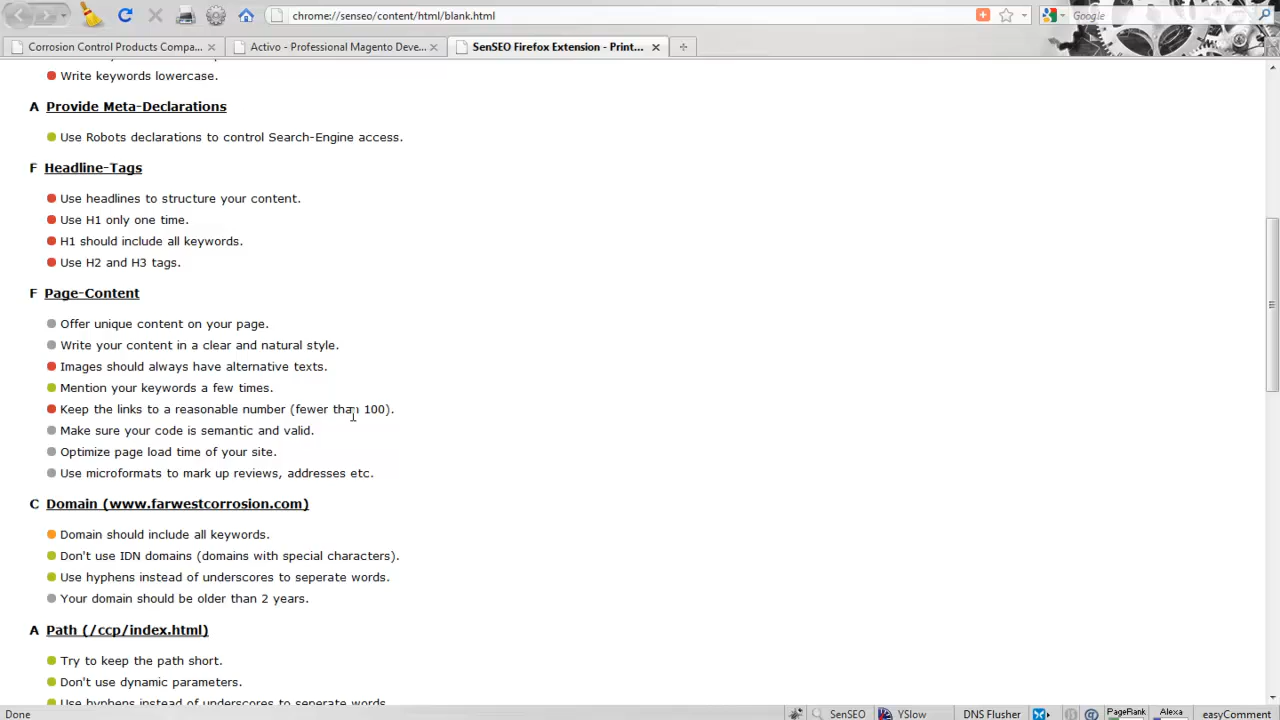 chrome://senseo/content/html/blank.html
Google
Corrosion Control Products Compa...
Activo - Professional Magento Deve...
SenSEO Firefox Extension - Print...
Write keywords lowercase.
A Provide Meta-Declarations
Use Robots declarations to control Search-Engine access.
F Headline-Tags
Use headlines to structure your content.
Use H1 only one time.
H1 should include all keywords.
Use H2 and H3 tags.
F Page-Content
Offer unique content on your page.
Write your content in a clear and natural style.
Images should always have alternative texts.
Mention your keywords a few times.
Keep the links to a reasonable number (fewer than 100).
Make sure your code is semantic and valid.
Optimize page load time of your site.
Use microformats to mark up reviews, addresses etc.
C Domain (www.farwestcorrosion.com)
Domain should include all keywords.
Don't use IDN domains (domains with special characters).
Use hyphens instead of underscores to seperate words.
Your domain should be older than 2 years.
A Path (/ccp/index.html)
Try to keep the path short.
Don't use dynamic parameters.
Use hyphens instead of underscores to seperate words.
Done
SenSEO
YSlow
DNS Flusher
PageRank
Alexa
easyComment